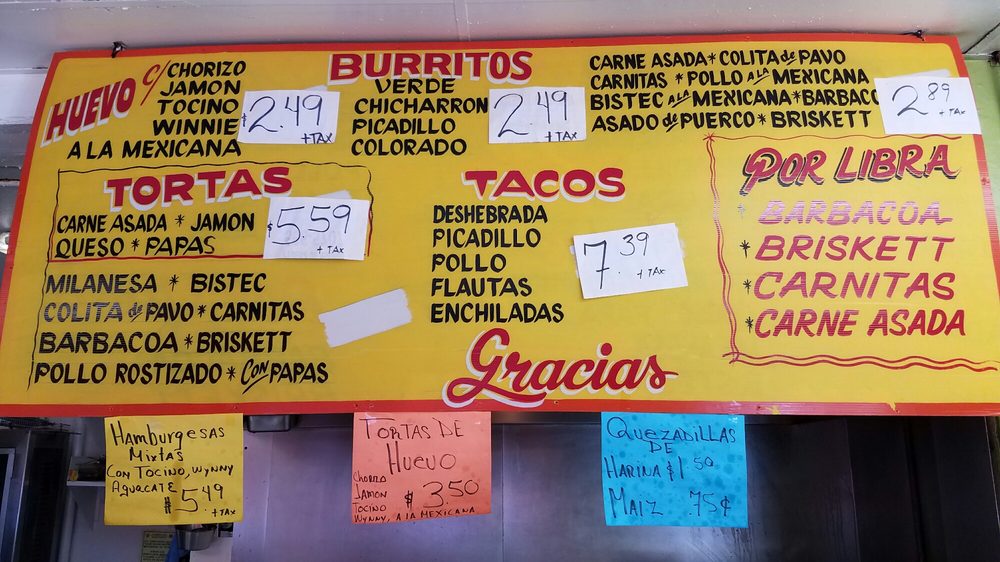 BURRITOS
HUEVO C/
CHORIZO
JAMON
TOCINO
WINNIE
A LA MEXICANA
$2.49
+TAX
VERDE
CHICHARRON
PICADILLO
COLORADO
2.49
+TAX
CARNE ASADA * COLITA de PAVO
CARNITAS * POLLO A LA MEXICANA
BISTEC A LA MEXICANA * BARBAC
ASADO de PUERCO * BRISKETT
2.89
+TAX
TORTAS
CARNE ASADA * JAMON
QUESO * PAPAS
$5.59
+TAX
MILANESA * BISTEC
COLITA de PAVO * CARNITAS
BARBACOA * BRISKETT
POLLO ROSTIZADO * CON PAPAS
TACOS
DESHEBRADA
PICADILLO
POLLO
FLAUTAS
ENCHILADAS
7.39
+TAX
Gracias
POR LIBRA
* BARBACOA
* BRISKETT
* CARNITAS
* CARNE ASADA
HAMBURGESAS
MIXTAS
CON TOCINO, WYNNY
AGUACATE
$5.49
+TAX
TORTAS DE
HUEVO
CHORIZO
JAMON
TOCINO
WYNNY, A LA MEXICANA
$3.50
QUEZADILLAS
DE
HARINA $1.50
MAIZ .75¢